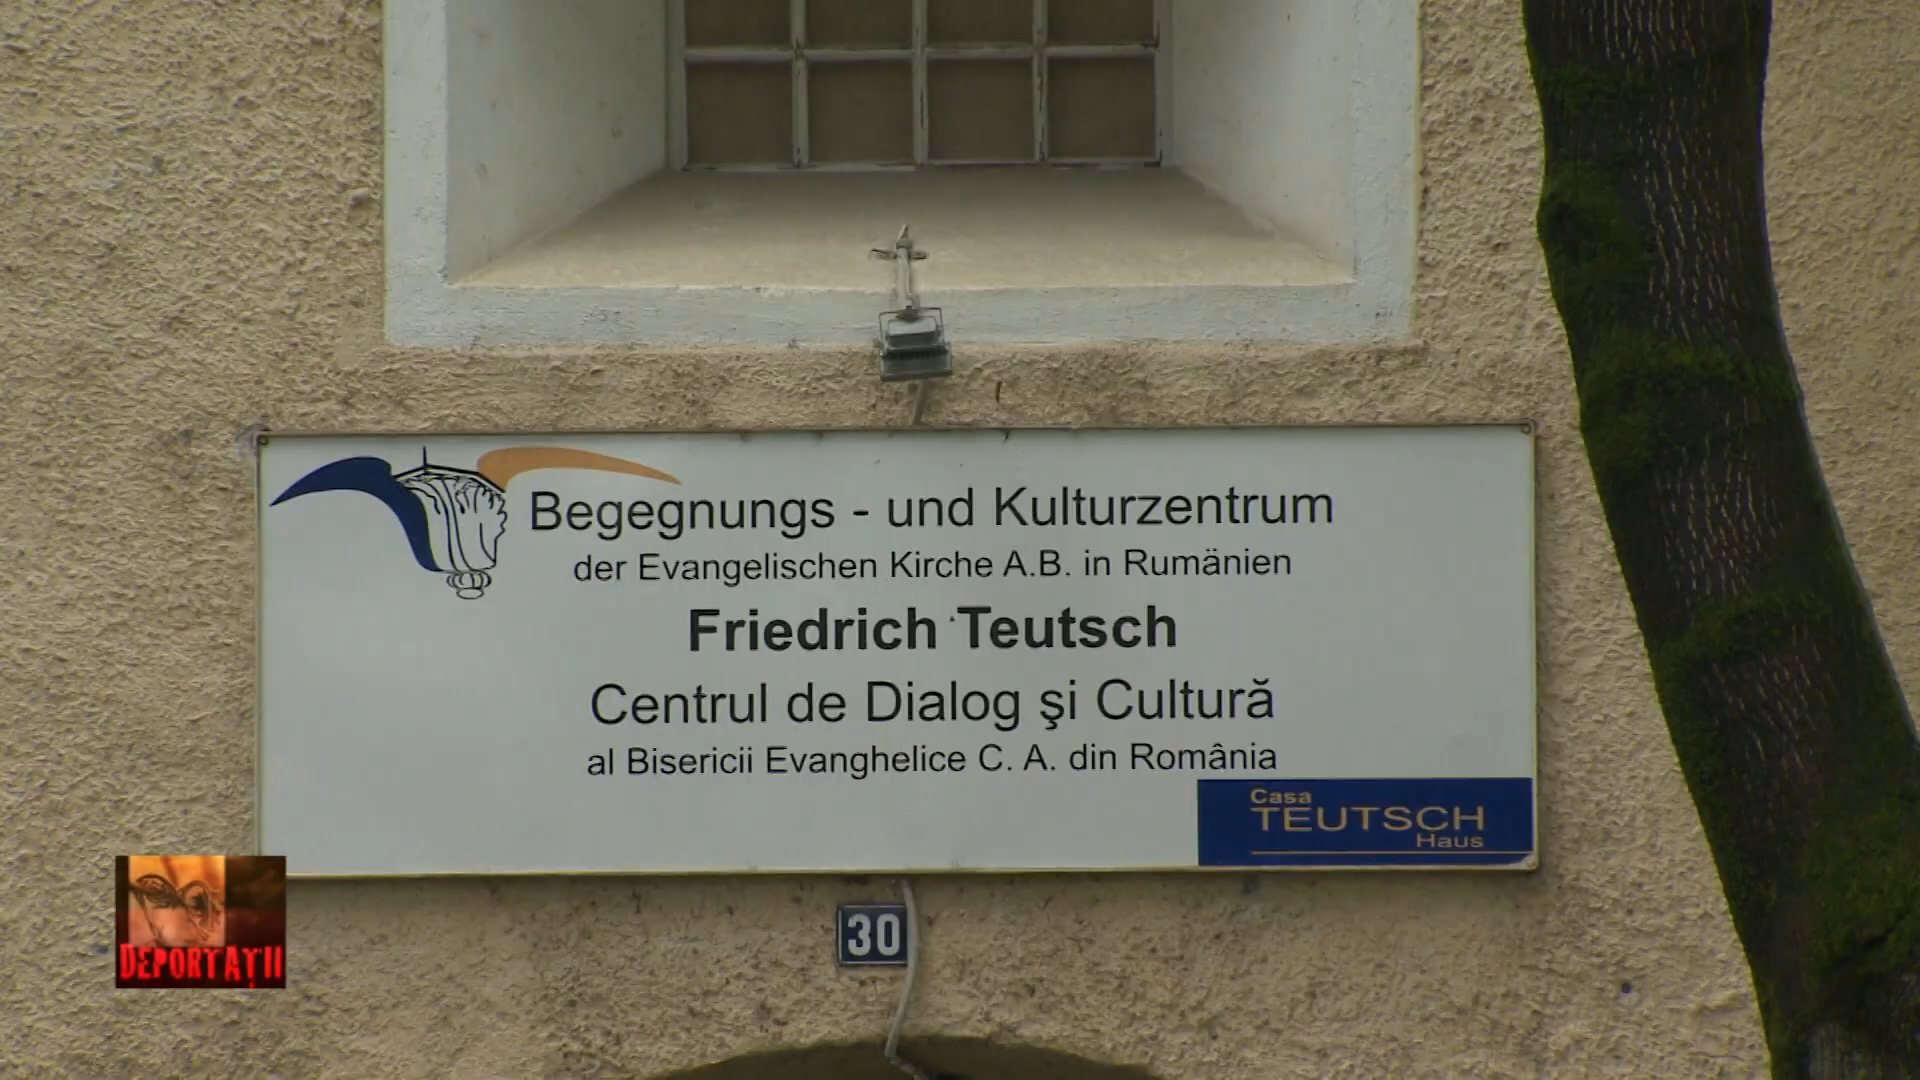 Begegnungs - und Kulturzentrum
der Evangelischen Kirche A.B. in Rumänien
Friedrich Teutsch
Centrul de Dialog şi Cultură
al Bisericii Evanghelice C. A. din România
Casa
TEUTSCH
Haus
30
DEPORTAȚII